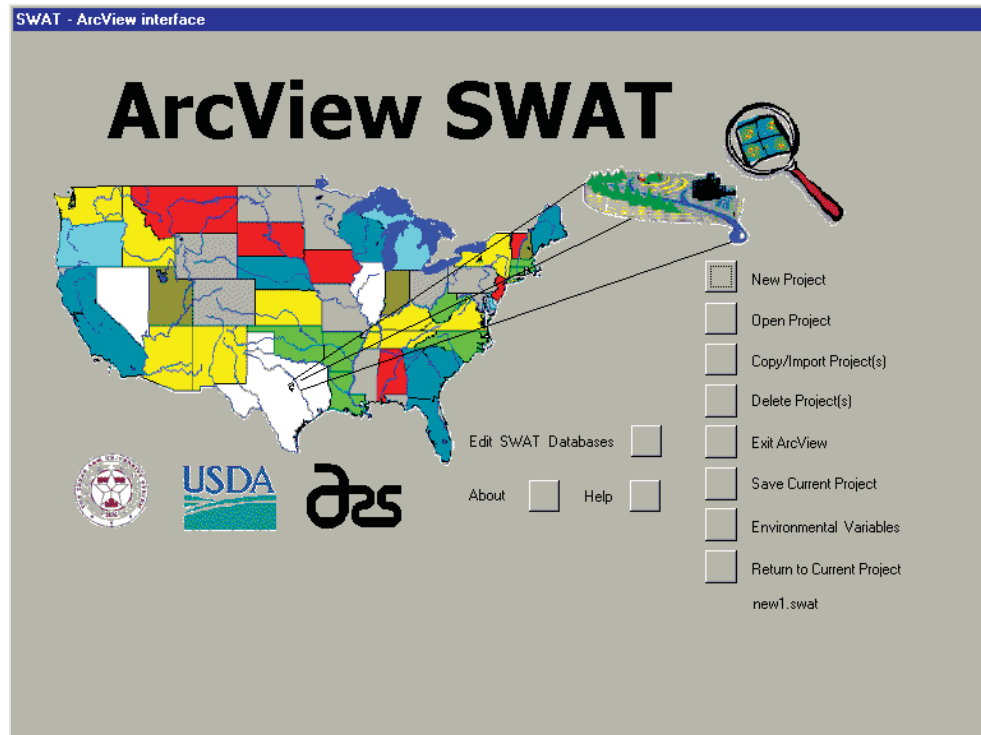 SWAT - ArcView interface
ArcView SWAT
New Project
Open Project
Copy/Import Project(s)
Delete Project(s)
Edit SWAT Databases
Exit ArcView
USDA
ars
About
Help
Save Current Project
Environmental Variables
Return to Current Project
new1.swat